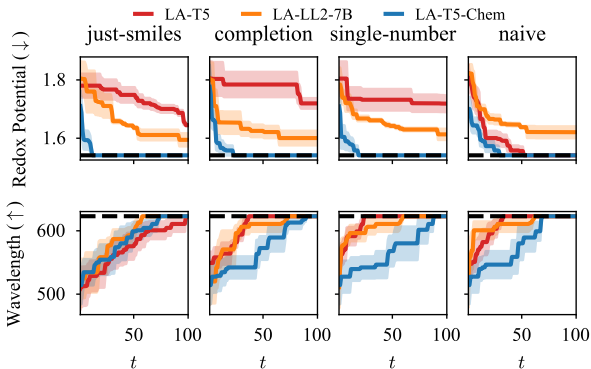 LA-T5 LA-LL2-7B LA-T5-Chem
just-smiles completion single-number naive
Redox Potential (↓)
1.8
1.6
Wavelength (↑)
600
500
50 100 50 100 50 100 50 100
t t t t